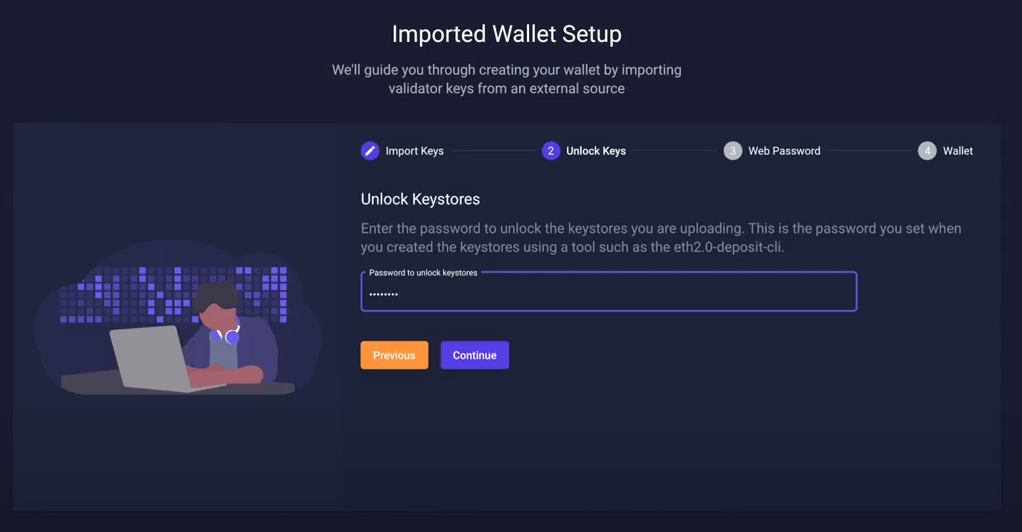 Imported Wallet Setup
We'll guide you through creating your wallet by importing
validator keys from an external source
Import Keys
2 Unlock Keys
3 Web Password
4 Wallet
Unlock Keystores
Enter the password to unlock the keystores you are uploading. This is the password you set when
you created the keystores using a tool such as the eth2.0-deposit-cli.
Password to unlock keystores
••••••••
Previous
Continue